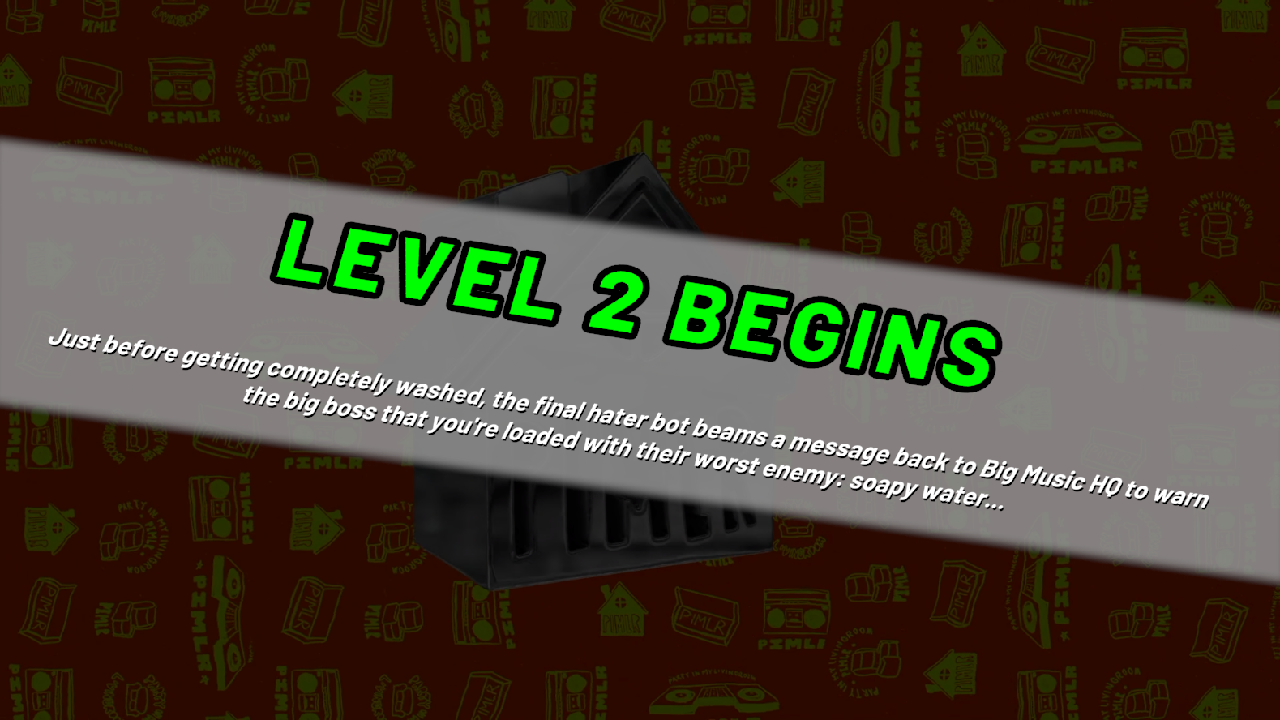 LEVEL 2 BEGINS
Just before getting completely washed, the final hater bot beams a message back to Big Music HQ to warn
the big boss that you're loaded with their worst enemy: soapy water...